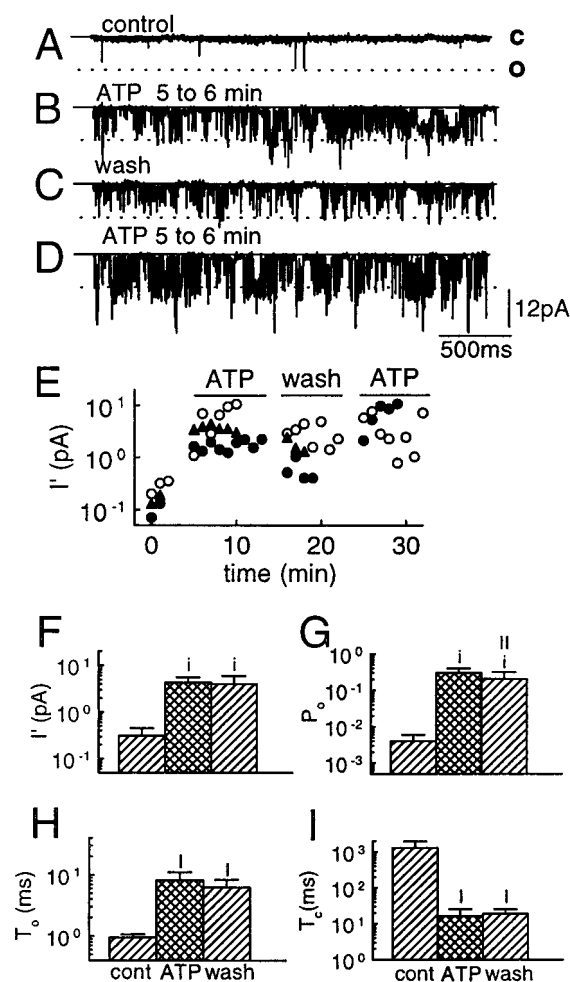 A control c
o
B ATP 5 to 6 min
C wash
D ATP 5 to 6 min
12pA
500ms
E ATP wash ATP
I' (pA)
10¹
10⁰
10⁻¹
0 10 20 30
time (min)
F
I' (pA)
10¹
10⁰
10⁻¹
i i
G
Pₒ
10⁰
10⁻¹
10⁻²
10⁻³
II
i i
H
Tₒ (ms)
10¹
10⁰
I I
cont ATP wash
I
T꜀(ms)
10³
10²
10¹
10⁰
I I
cont ATP wash